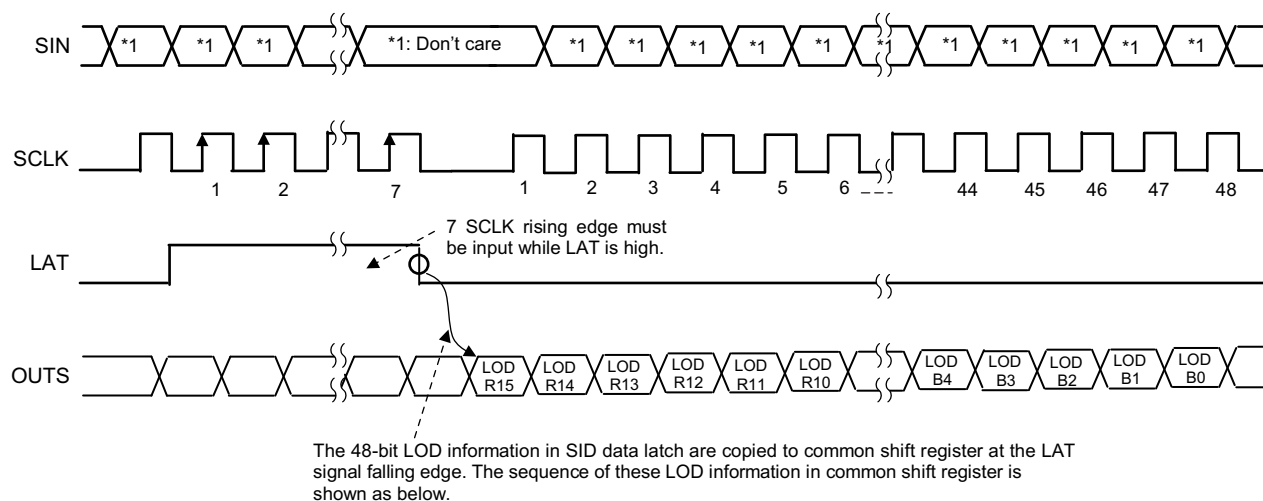 SIN *1 *1 *1 *1: Don't care *1 *1 *1 *1 *1 *1 *1 *1 *1 *1 *1
SCLK
1 2 7 1 2 3 4 5 6 44 45 46 47 48
7 SCLK rising edge must
be input while LAT is high.
LAT
OUTS
LOD R15
LOD R14
LOD R13
LOD R12
LOD R11
LOD R10
LOD B4
LOD B3
LOD B2
LOD B1
LOD B0
The 48-bit LOD information in SID data latch are copied to common shift register at the LAT
signal falling edge. The sequence of these LOD information in common shift register is
shown as below.